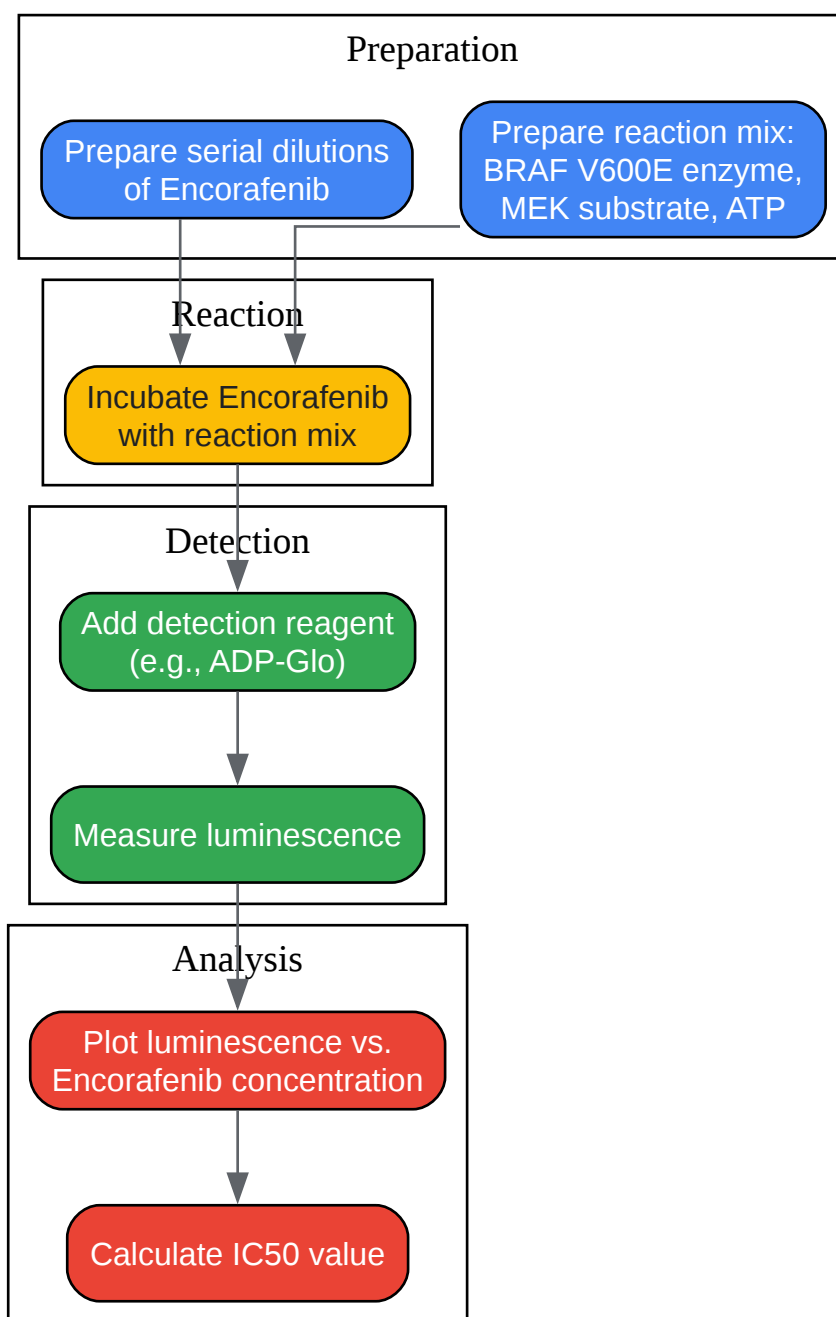 Preparation
Prepare serial dilutions
of Encorafenib
Prepare reaction mix:
BRAF V600E enzyme,
MEK substrate, ATP
Reaction
Incubate Encorafenib
with reaction mix
Detection
Add detection reagent
(e.g., ADP-Glo)
Measure luminescence
Analysis
Plot luminescence vs.
Encorafenib concentration
Calculate IC50 value